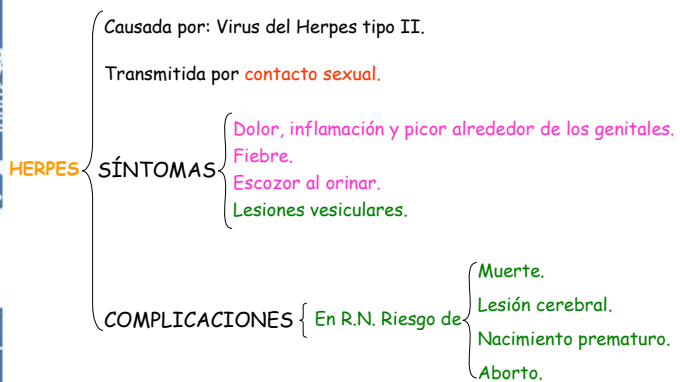 Causada por: Virus del Herpes tipo II.
Transmitida por contacto sexual.
HERPES
SÍNTOMAS
Dolor, inflamación y picor alrededor de los genitales.
Fiebre.
Escozor al orinar.
Lesiones vesiculares.
COMPLICACIONES
En R.N. Riesgo de
Muerte.
Lesión cerebral.
Nacimiento prematuro.
Aborto.